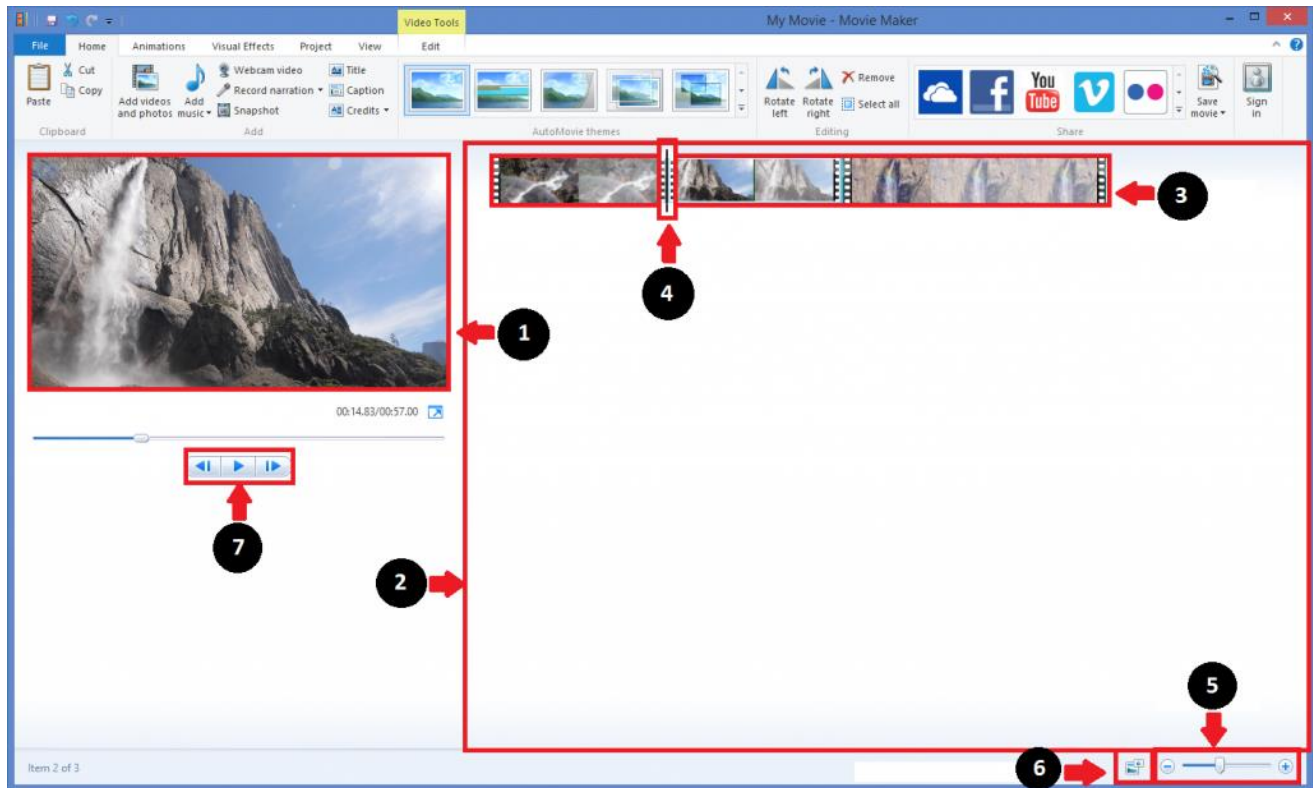 Video Tools
My Movie - Movie Maker
File Home Animations Visual Effects Project View Edit
Paste
Cut
Copy
Clipboard
Add videos and photos
Add music
Webcam video
Record narration
Snapshot
Title
Caption
Credits
Add
AutoMovie themes
Rotate left
Rotate right
Remove
Select all
Editing
f
You Tube
v
Share
Save movie
Sign in
3
4
1
00:14.83/00:57.00
7
2
5
6
Item 2 of 3